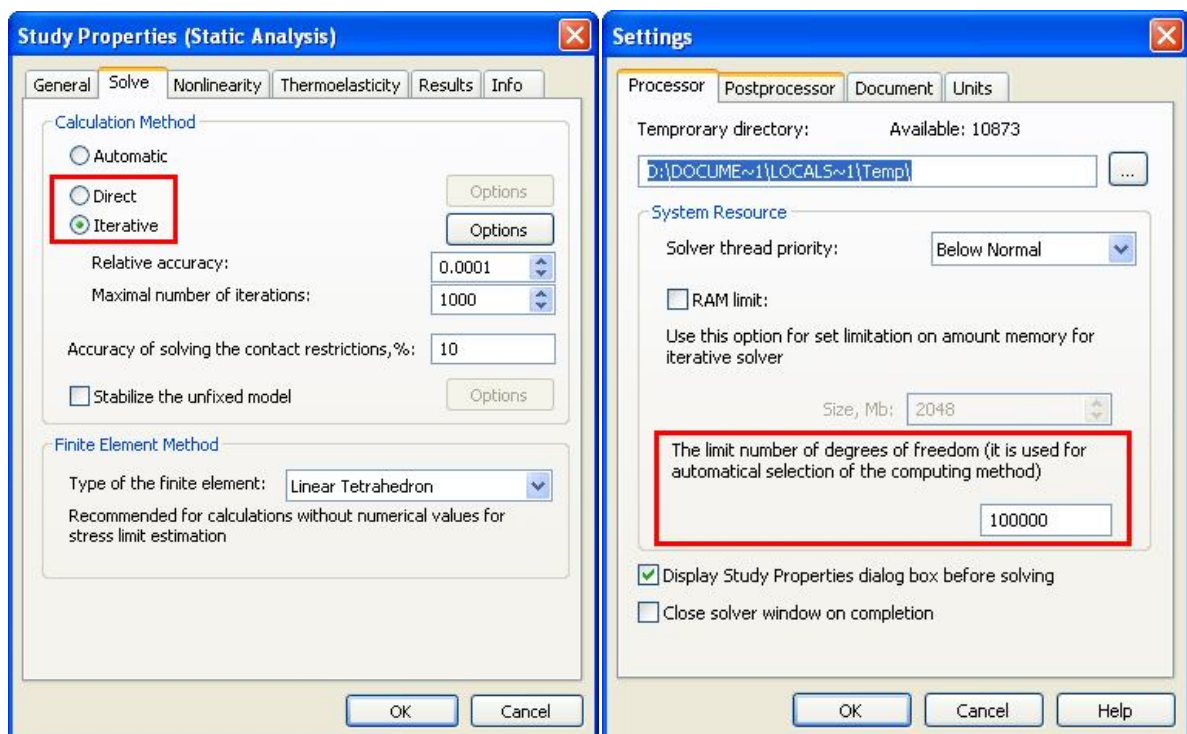 Study Properties (Static Analysis)
General Solve Nonlinearity Thermoelasticity Results Info
Calculation Method
Automatic
Direct
Options
Iterative
Options
Relative accuracy: 0.0001
Maximal number of iterations: 1000
Accuracy of solving the contact restrictions,%: 10
Stabilize the unfixed model
Options
Finite Element Method
Type of the finite element: Linear Tetrahedron
Recommended for calculations without numerical values for
stress limit estimation
OK Cancel
Settings
Processor Postprocessor Document Units
Temprorary directory: Available: 10873
D:\DOCUME~1\LOCALS~1\Temp\
...
System Resource
Solver thread priority: Below Normal
RAM limit:
Use this option for set limitation on amount memory for
iterative solver
Size, Mb: 2048
The limit number of degrees of freedom (it is used for
automatical selection of the computing method)
100000
Display Study Properties dialog box before solving
Close solver window on completion
OK Cancel Help